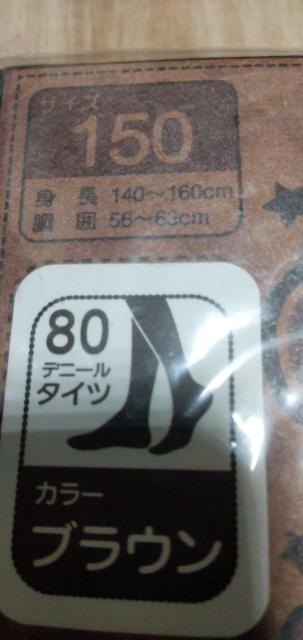 サイズ
150
身長 140～160cm
胴囲 56～63cm
80
デニール
タイツ
カラー
ブラウン